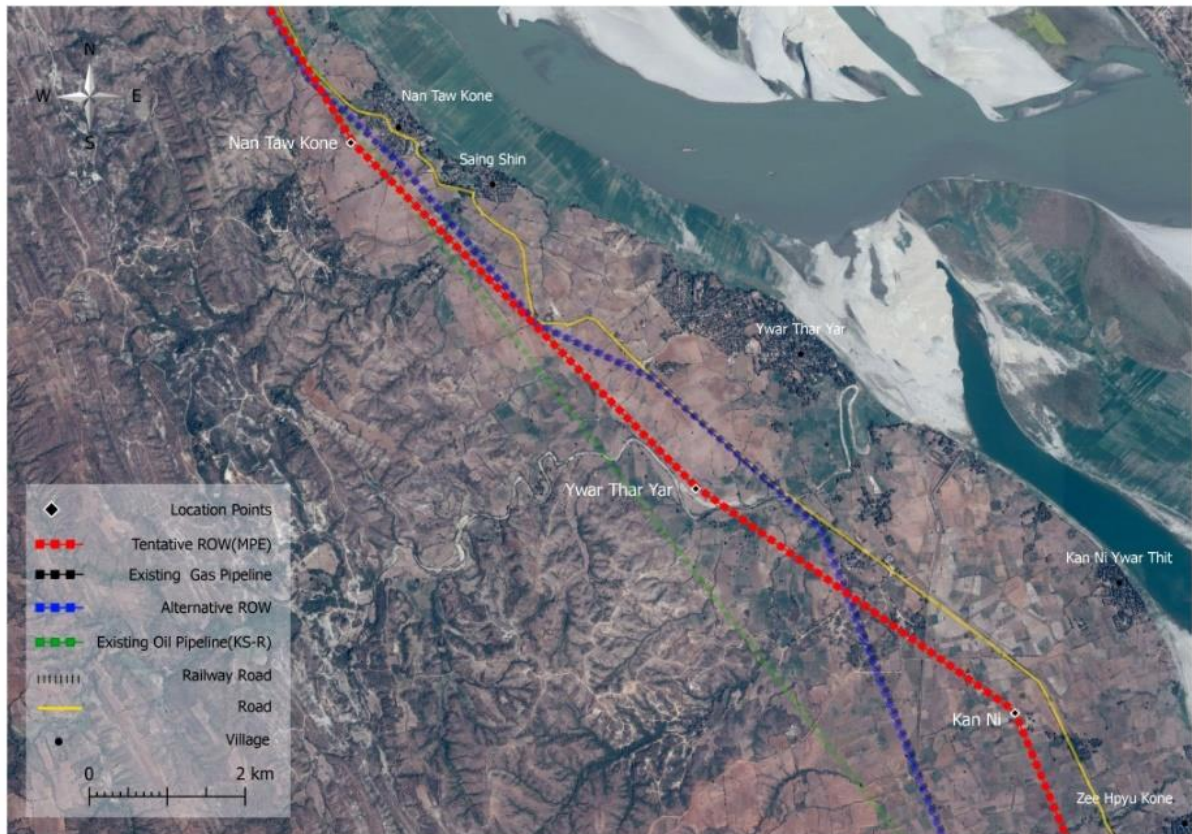 N
W E
S
Nan Taw Kone
Nan Taw Kone
Saing Shin
Ywar Thar Yar
Ywar Thar Yar
Kan Ni Ywar Thit
Kan Ni
Zee Hpyu Kone
Location Points
Tentative ROW(MPE)
Existing Gas Pipeline
Alternative ROW
Existing Oil Pipeline(KS-R)
Railway Road
Road
Village
0 2 km